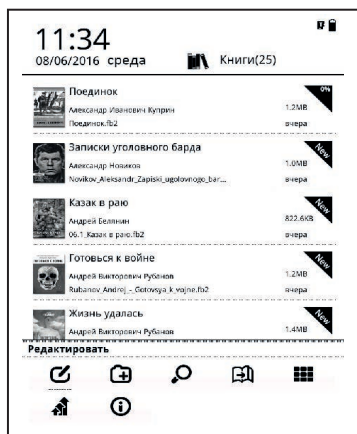 11:34
08/06/2016 среда
Книги(25)
Поединок
0%
Александр Иванович Куприн
1.2MB
Поединок.fb2
вчера
Записки уголовного барда
New
Александр Новиков
1.0MB
Novikov_Aleksandr_Zapiski_ugolovnogo_bar...
вчера
Казак в раю
New
Андрей Белянин
822.6KB
06.1_Казак в раю.fb2
вчера
Готовься к войне
New
Андрей Викторович Рубанов
1.2MB
Rubanov_Andrej_-_Gotovsya_k_vojne.fb2
вчера
Жизнь удалась
New
Андрей Викторович Рубанов
1.4MB
Редактировать